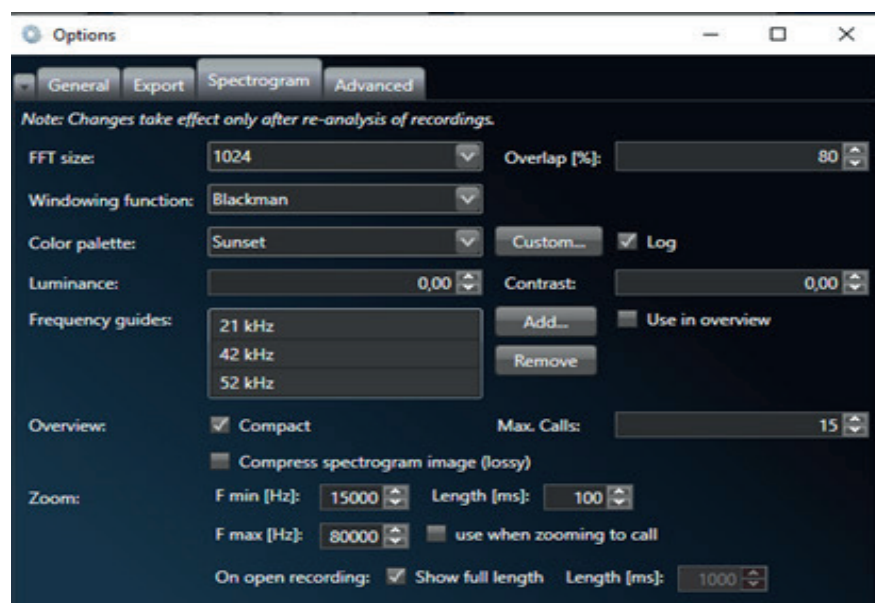 Options
General Export Spectrogram Advanced
Note: Changes take effect only after re-analysis of recordings.
FFT size: 1024 Overlap [%]: 80
Windowing function: Blackman
Color palette: Sunset Custom... Log
Luminance: 0,00 Contrast: 0,00
Frequency guides: 21 kHz Add... Use in overview
42 kHz Remove
52 kHz
Overview: Compact Max. Calls: 15
Compress spectrogram image (lossy)
Zoom: F min [Hz]: 15000 Length [ms]: 100
F max [Hz]: 80000 use when zooming to call
On open recording: Show full length Length [ms]: 1000